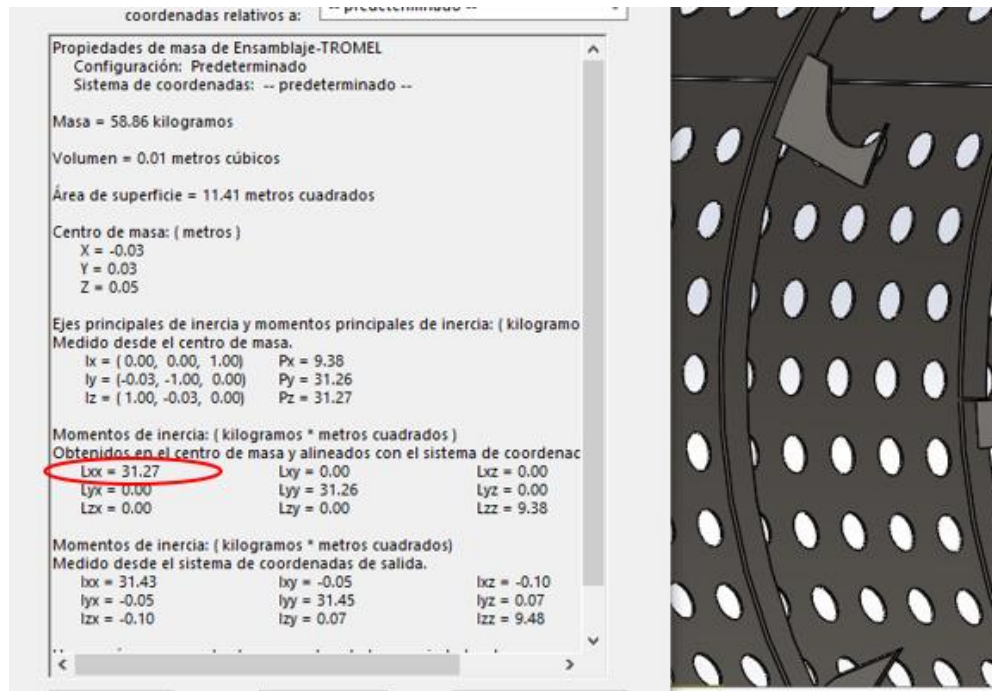 coordenadas relativos a: -- predeterminado --
Propiedades de masa de Ensamblaje-TROMEL
Configuración: Predeterminado
Sistema de coordenadas: -- predeterminado --
Masa = 58.86 kilogramos
Volumen = 0.01 metros cúbicos
Área de superficie = 11.41 metros cuadrados
Centro de masa: ( metros )
X = -0.03
Y = 0.03
Z = 0.05
Ejes principales de inercia y momentos principales de inercia: ( kilogramo
Medido desde el centro de masa.
Ix = ( 0.00, 0.00, 1.00) Px = 9.38
Iy = (-0.03, -1.00, 0.00) Py = 31.26
Iz = ( 1.00, -0.03, 0.00) Pz = 31.27
Momentos de inercia: ( kilogramos * metros cuadrados )
Obtenidos en el centro de masa y alineados con el sistema de coordenac
Lxx = 31.27 Lxy = 0.00 Lxz = 0.00
Lyx = 0.00 Lyy = 31.26 Lyz = 0.00
Lzx = 0.00 Lzy = 0.00 Lzz = 9.38
Momentos de inercia: ( kilogramos * metros cuadrados)
Medido desde el sistema de coordenadas de salida.
Ixx = 31.43 Ixy = -0.05 Ixz = -0.10
Iyx = -0.05 Iyy = 31.45 Iyz = 0.07
Izx = -0.10 Izy = 0.07 Izz = 9.48